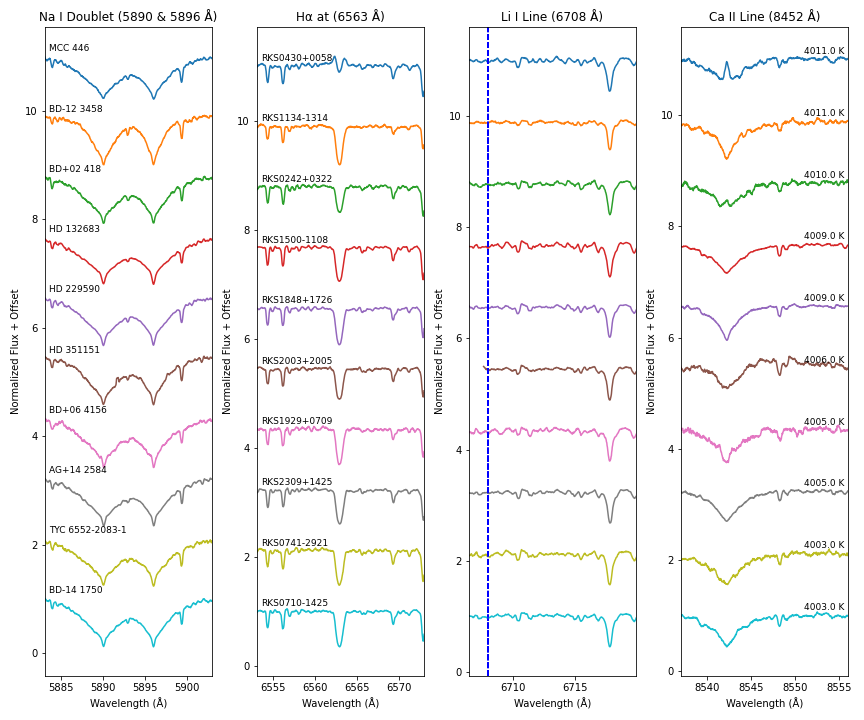 Na I Doublet (5890 & 5896 Å)
Hα at (6563 Å)
Li I Line (6708 Å)
Ca II Line (8452 Å)
Normalized Flux + Offset
10
8
6
4
2
0
MCC 446
BD-12 3458
BD+02 418
HD 132683
HD 229590
HD 351151
BD+06 4156
AG+14 2584
TYC 6552-2083-1
BD-14 1750
5885 5890 5895 5900
Wavelength (Å)
Normalized Flux + Offset
10
8
6
4
2
0
RKS0430+0058
RKS1134-1314
RKS0242+0322
RKS1500-1108
RKS1848+1726
RKS2003+2005
RKS1929+0709
RKS2309+1425
RKS0741-2921
RKS0710-1425
6555 6560 6565 6570
Wavelength (Å)
Normalized Flux + Offset
10
8
6
4
2
0
6710 6715
Wavelength (Å)
Normalized Flux + Offset
10
8
6
4
2
0
4011.0 K
4011.0 K
4010.0 K
4009.0 K
4009.0 K
4006.0 K
4005.0 K
4005.0 K
4003.0 K
4003.0 K
8540 8545 8550 8555
Wavelength (Å)